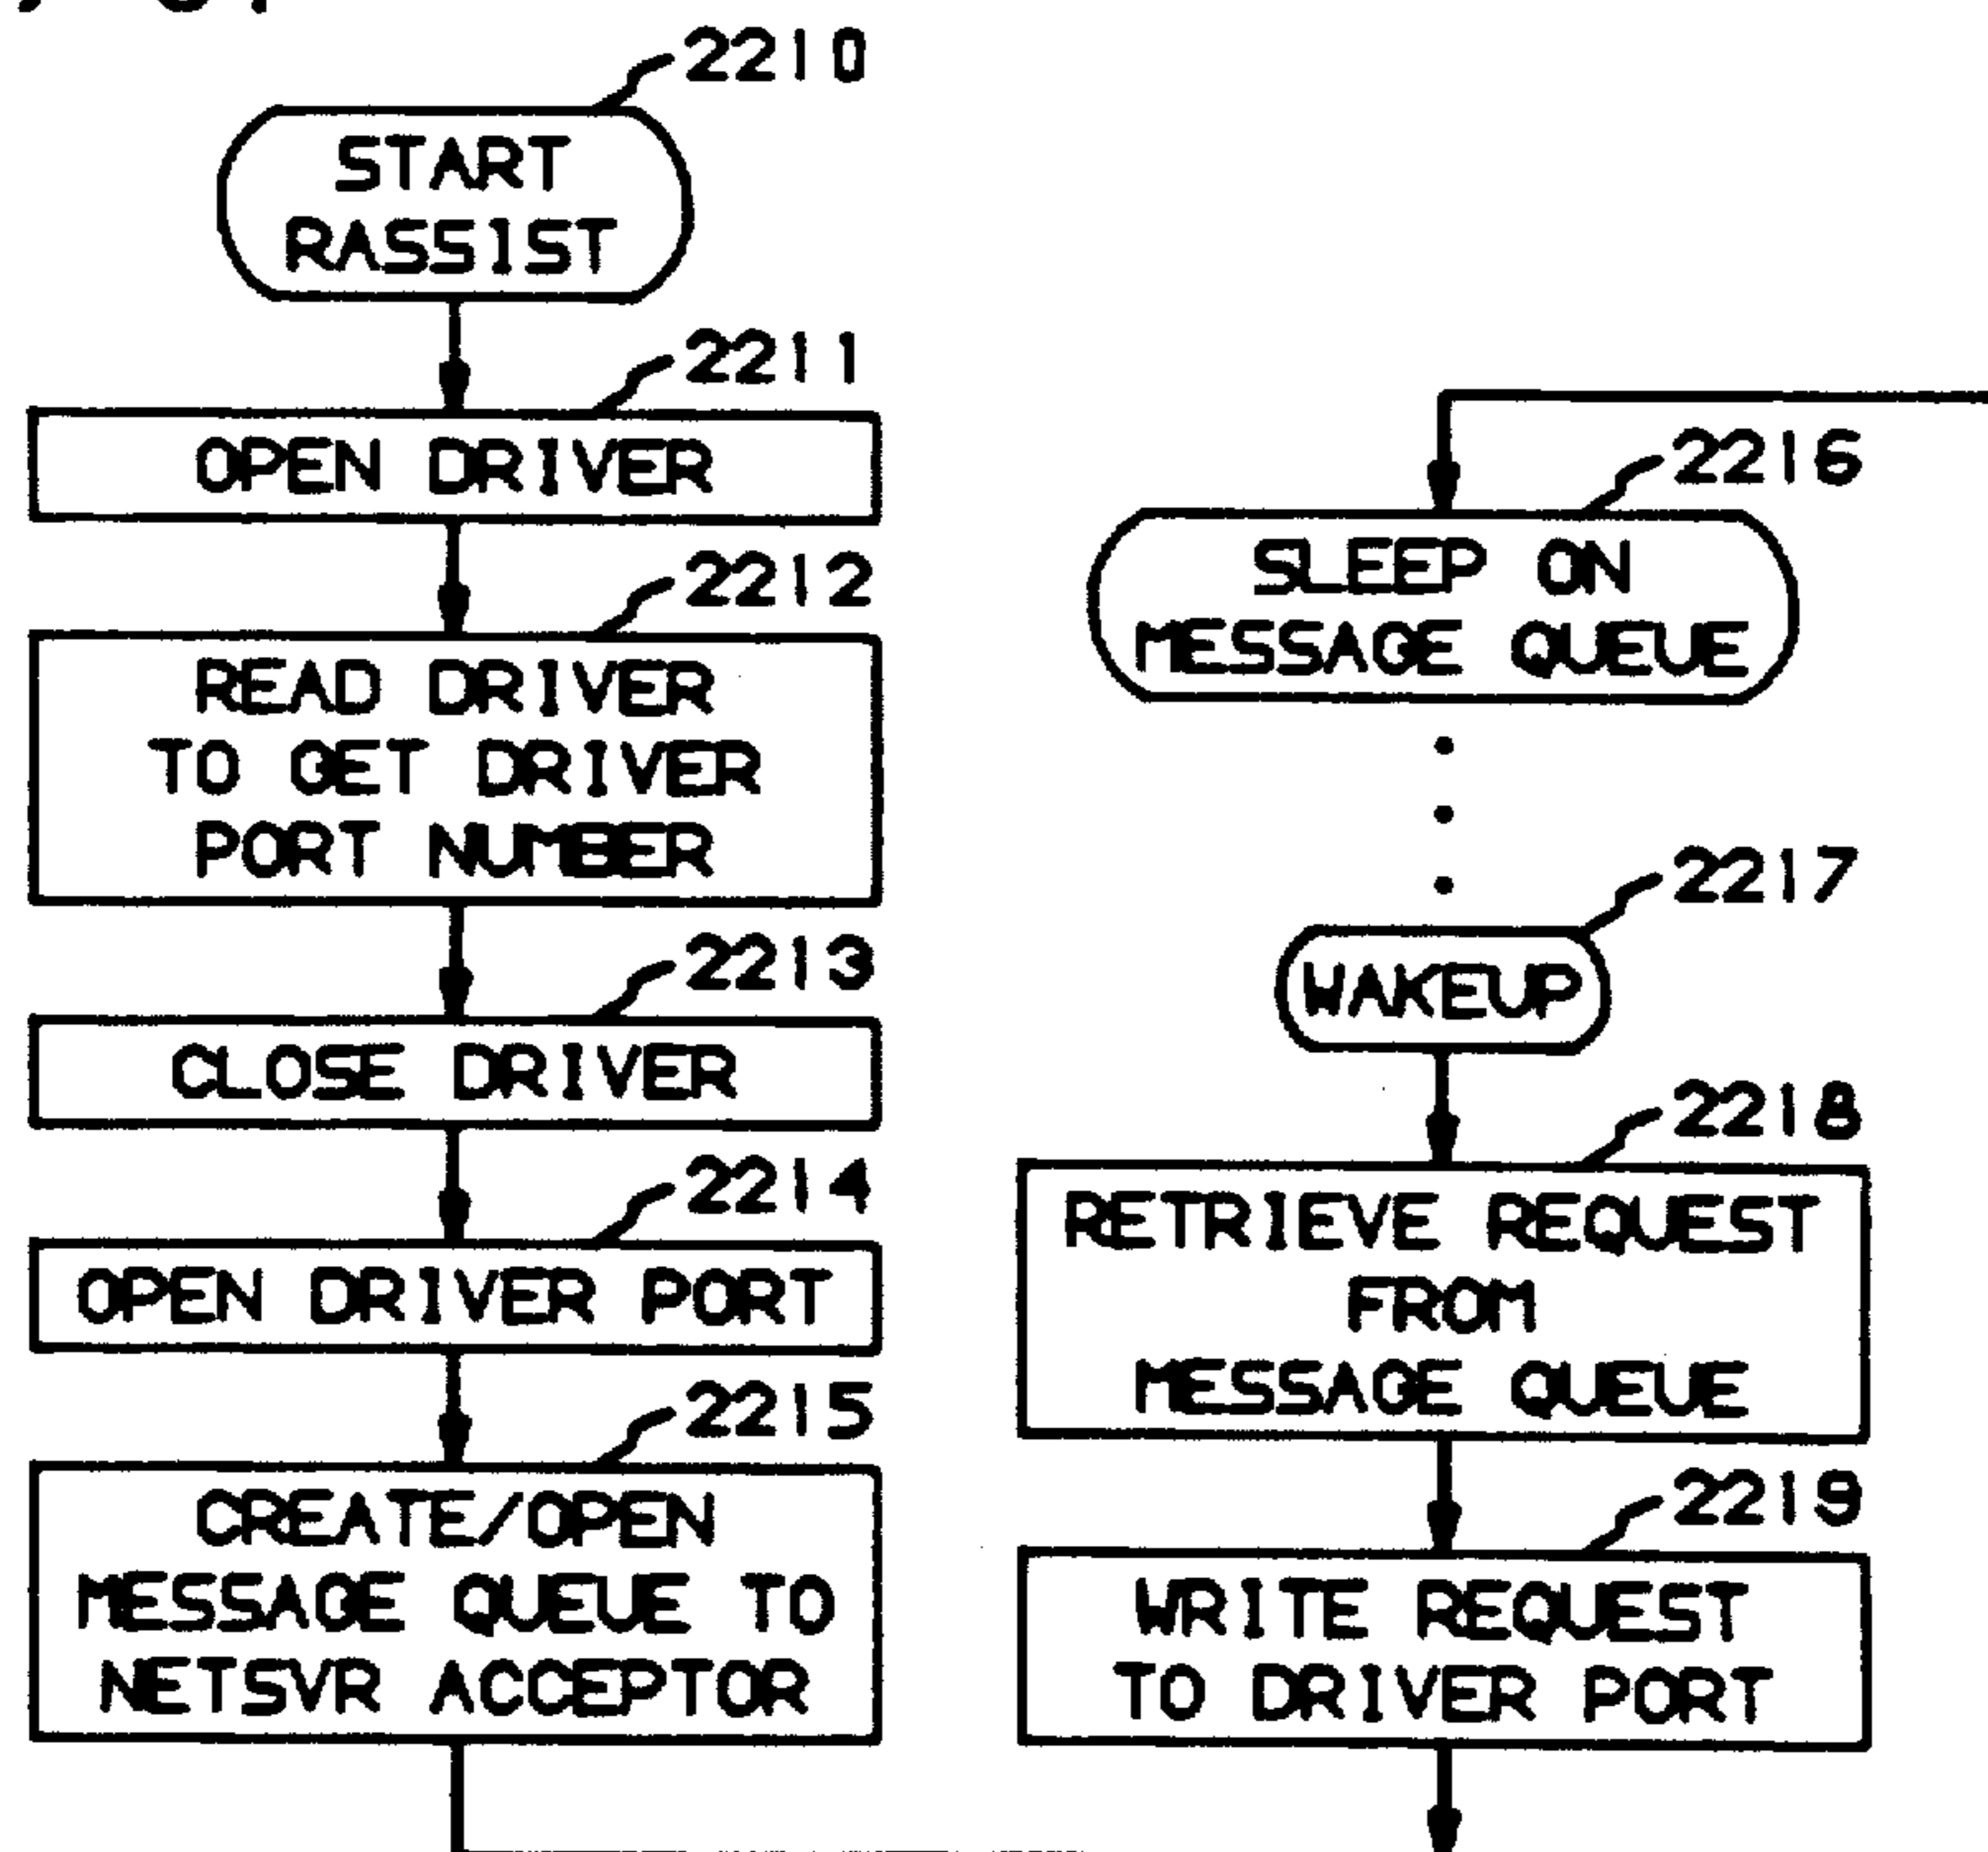 2210
START
RASSIST
2211
OPEN DRIVER
2212
READ DRIVER
TO GET DRIVER
PORT NUMBER
2213
CLOSE DRIVER
2214
OPEN DRIVER PORT
2215
CREATE/OPEN
MESSAGE QUEUE TO
NETSVR ACCEPTOR
2216
SLEEP ON
MESSAGE QUEUE
2217
WAKEUP
2218
RETRIEVE REQUEST
FROM
MESSAGE QUEUE
2219
WRITE REQUEST
TO DRIVER PORT